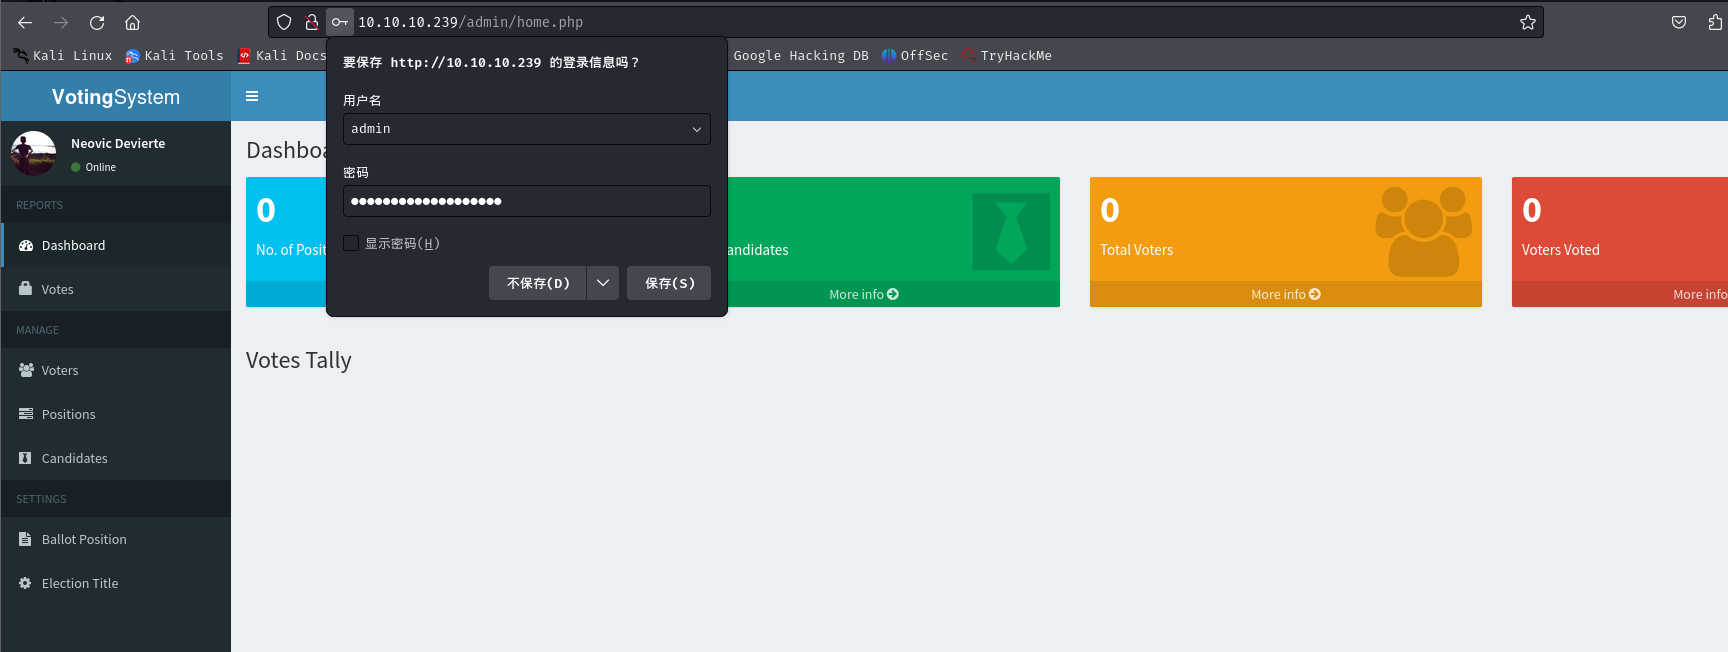 10.10.10.239/admin/home.php
Kali Linux Kali Tools Kali Docs Google Hacking DB OffSec TryHackMe
要保存 http://10.10.10.239 的登录信息吗？
用户名
admin
密码
●●●●●●●●●●●●●●●●●●●
显示密码(H)
不保存(D) 保存(S)
VotingSystem
Neovic Devierte
Online
REPORTS
Dashboard
Votes
MANAGE
Voters
Positions
Candidates
SETTINGS
Ballot Position
Election Title
Dashboa
0
No. of Posit
andidates
More info
0
Total Voters
More info
0
Voters Voted
More info
Votes Tally